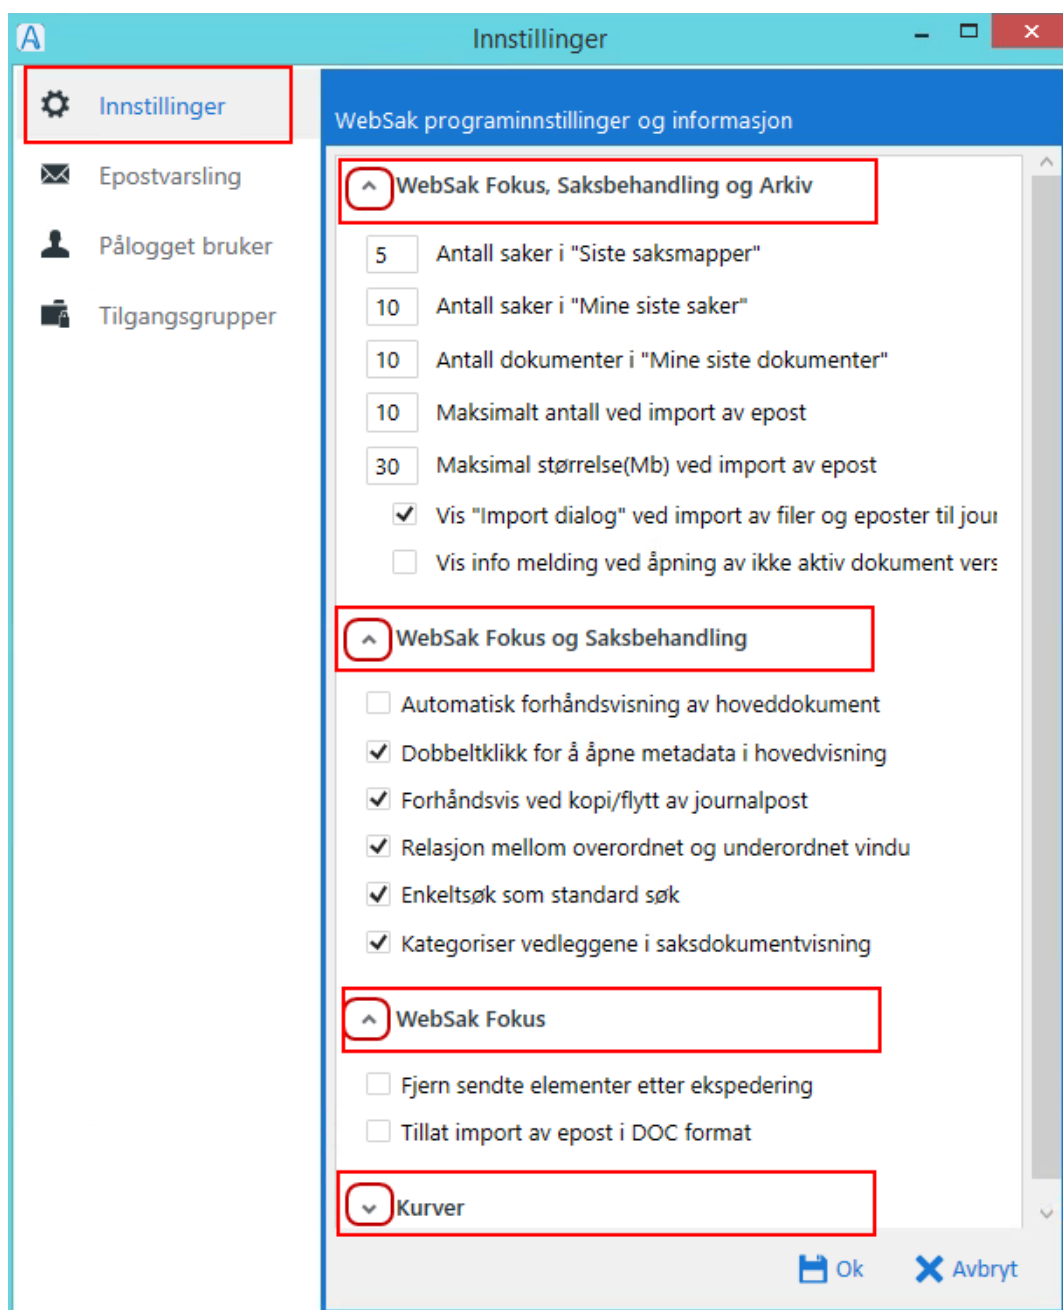 Innstillinger
Innstillinger
Epostvarsling
Pålogget bruker
Tilgangsgrupper
WebSak programinnstillinger og informasjon
WebSak Fokus, Saksbehandling og Arkiv
5 Antall saker i "Siste saksmapper"
10 Antall saker i "Mine siste saker"
10 Antall dokumenter i "Mine siste dokumenter"
10 Maksimalt antall ved import av epost
30 Maksimal størrelse(Mb) ved import av epost
Vis "Import dialog" ved import av filer og eposter til jour
Vis info melding ved åpning av ikke aktiv dokument vers
WebSak Fokus og Saksbehandling
Automatisk forhåndsvisning av hoveddokument
Dobbeltklikk for å åpne metadata i hovedvisning
Forhåndsvis ved kopi/flytt av journalpost
Relasjon mellom overordnet og underordnet vindu
Enkeltsøk som standard søk
Kategoriser vedleggene i saksdokumentvisning
WebSak Fokus
Fjern sendte elementer etter ekspedering
Tillat import av epost i DOC format
Kurver
Ok Avbryt